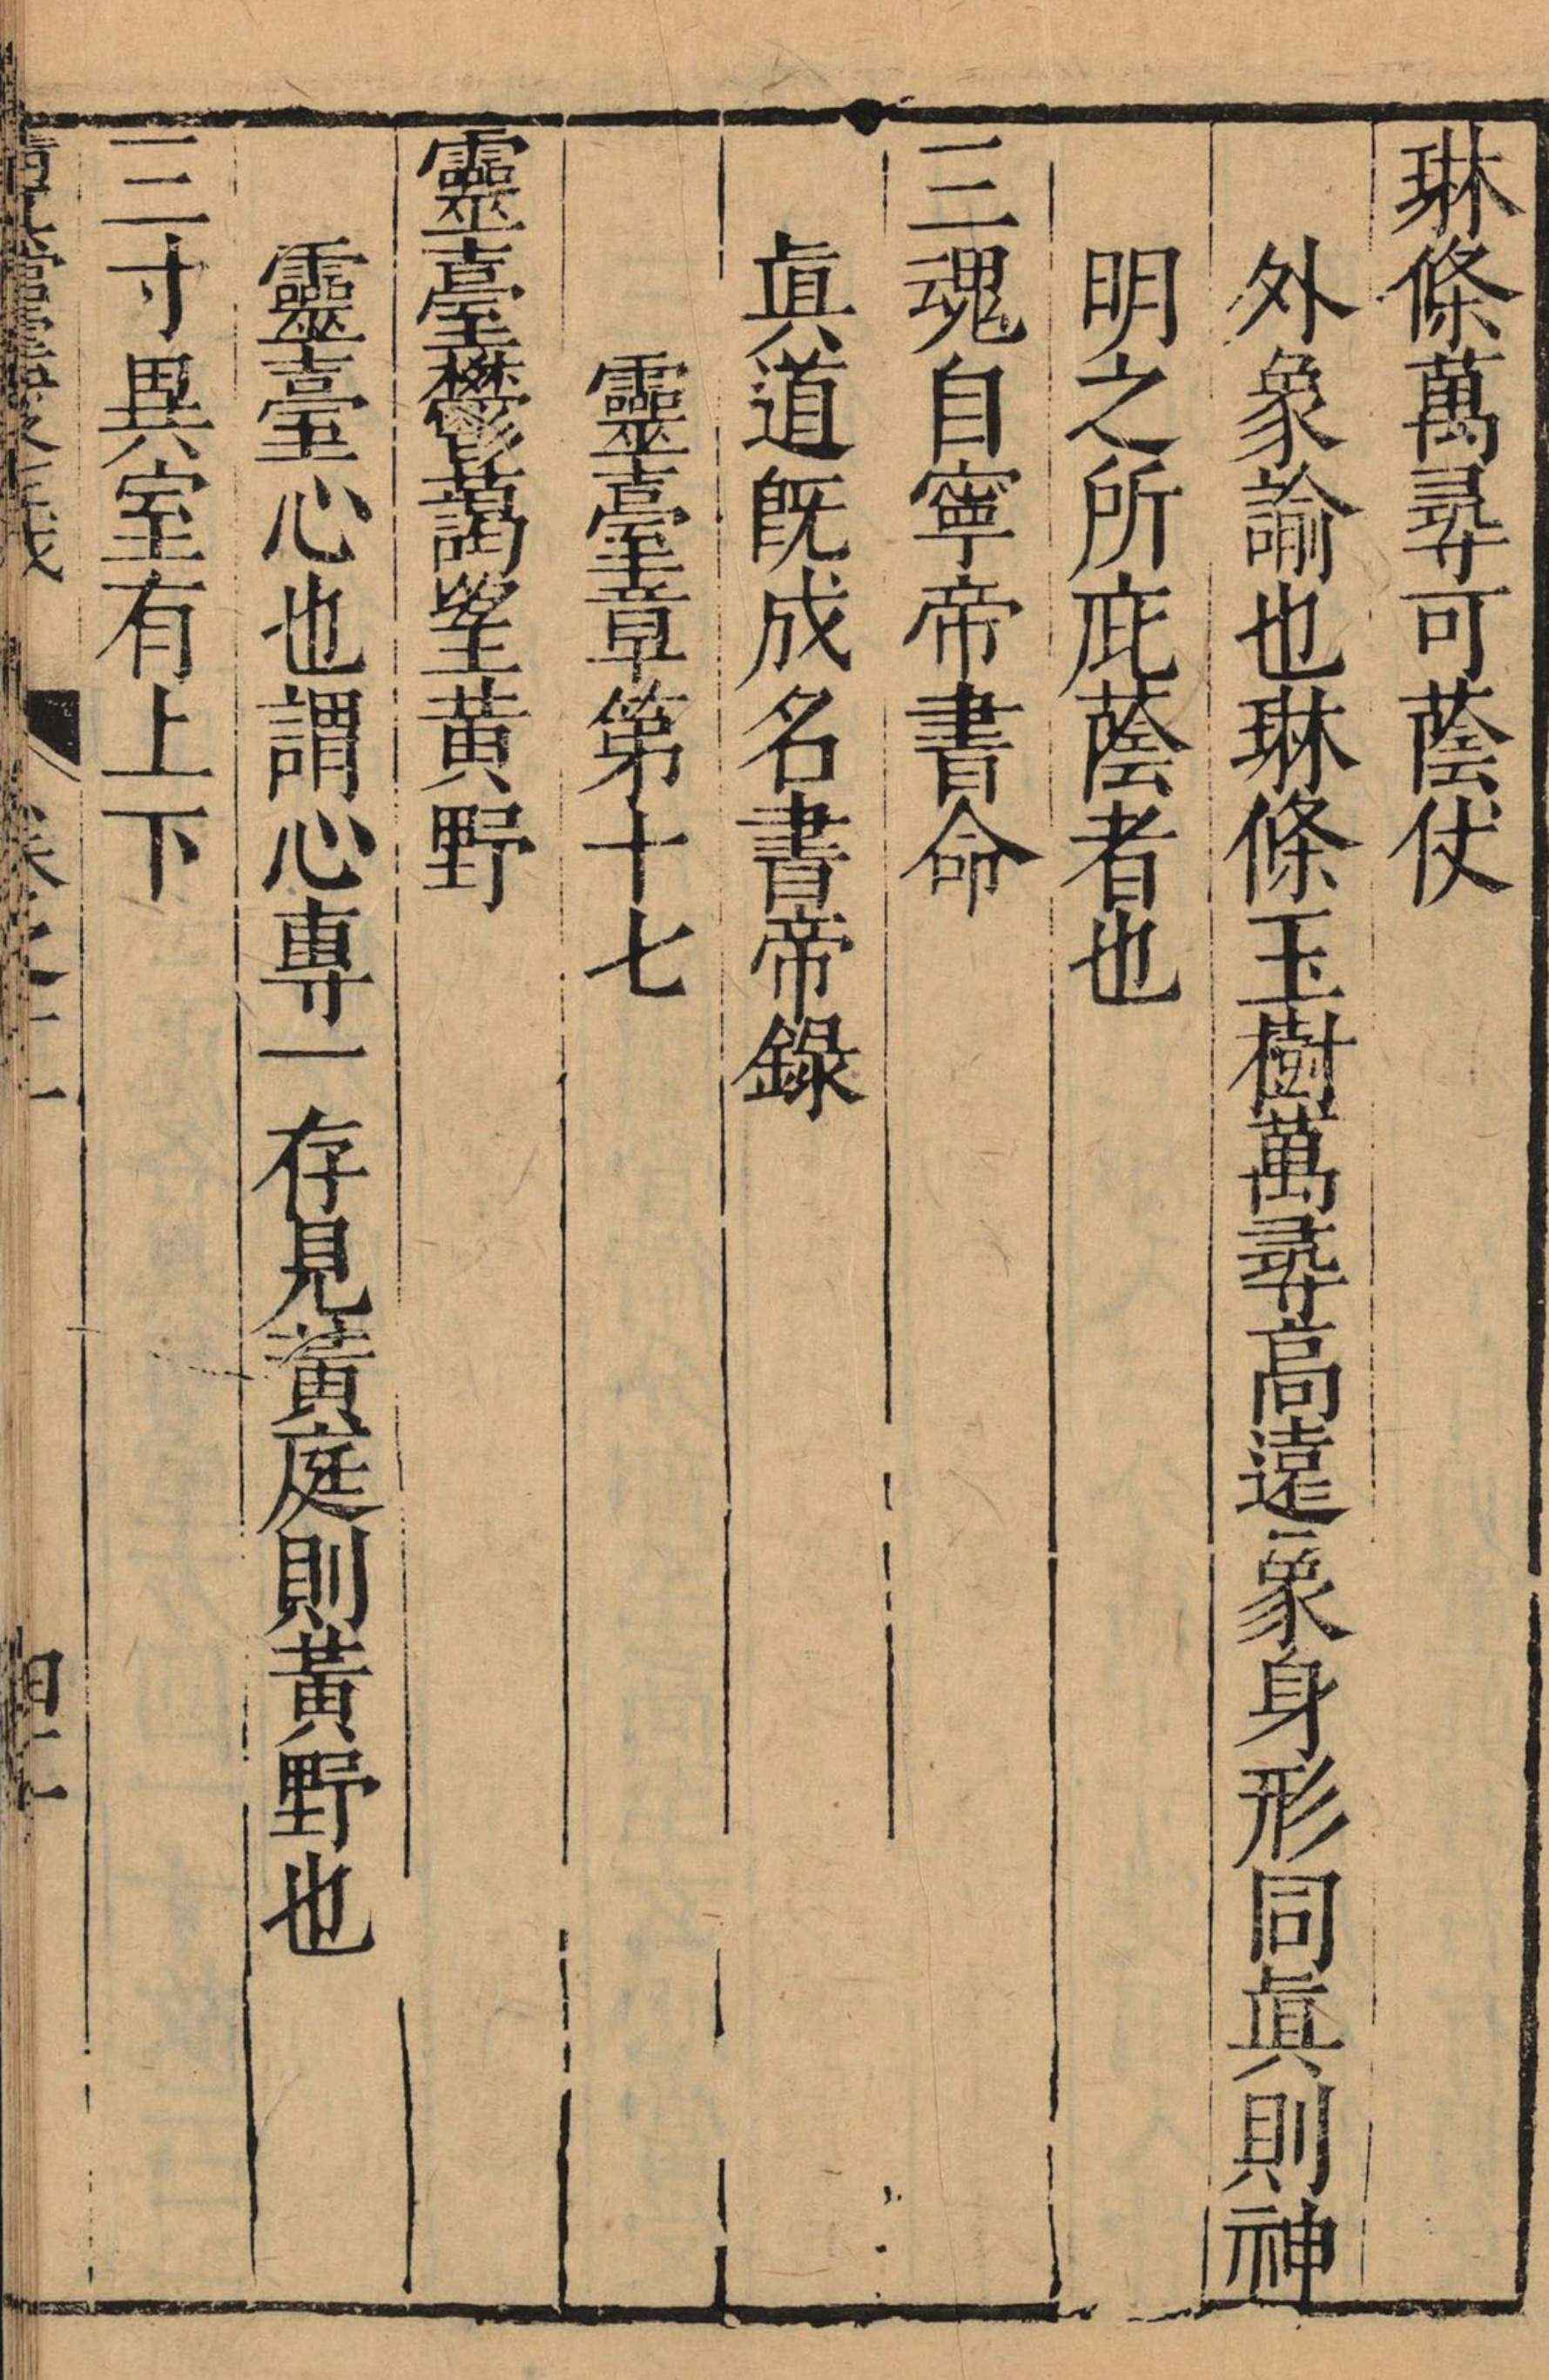 琳條萬尋可蔭仗
外象諭也琳條玉樹萬尋高遠象身形同眞則神
明之所庇蔭者也
三魂自寧帝書命
眞道旣成名書帝錄
靈臺章第十七
靈臺鬱藹朢黃野
靈臺心也謂心專一存見黃庭則黃野也
三寸異室有上下